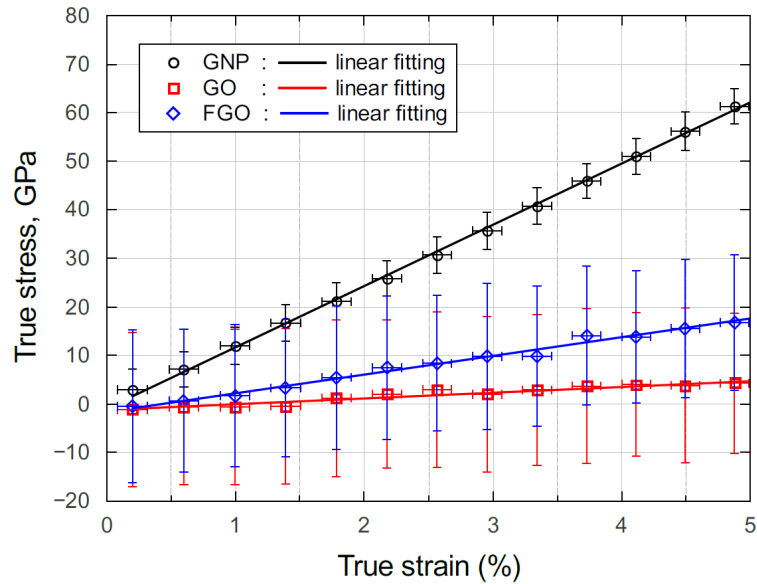 80
70
60
50
40
30
20
10
0
−10
−20
True stress, GPa
GNP : linear fitting
GO : linear fitting
FGO : linear fitting
0 1 2 3 4 5
True strain (%)